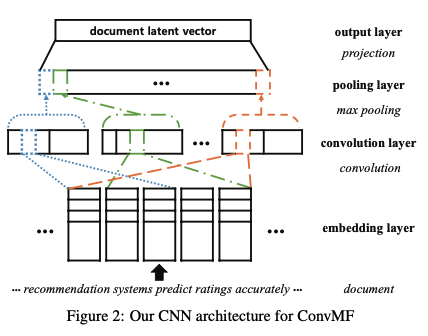 document latent vector
output layer
projection
...
pooling layer
max pooling
...
convolution layer
convolution
... ...
embedding layer
... recommendation systems predict ratings accurately ... document
Figure 2: Our CNN architecture for ConvMF